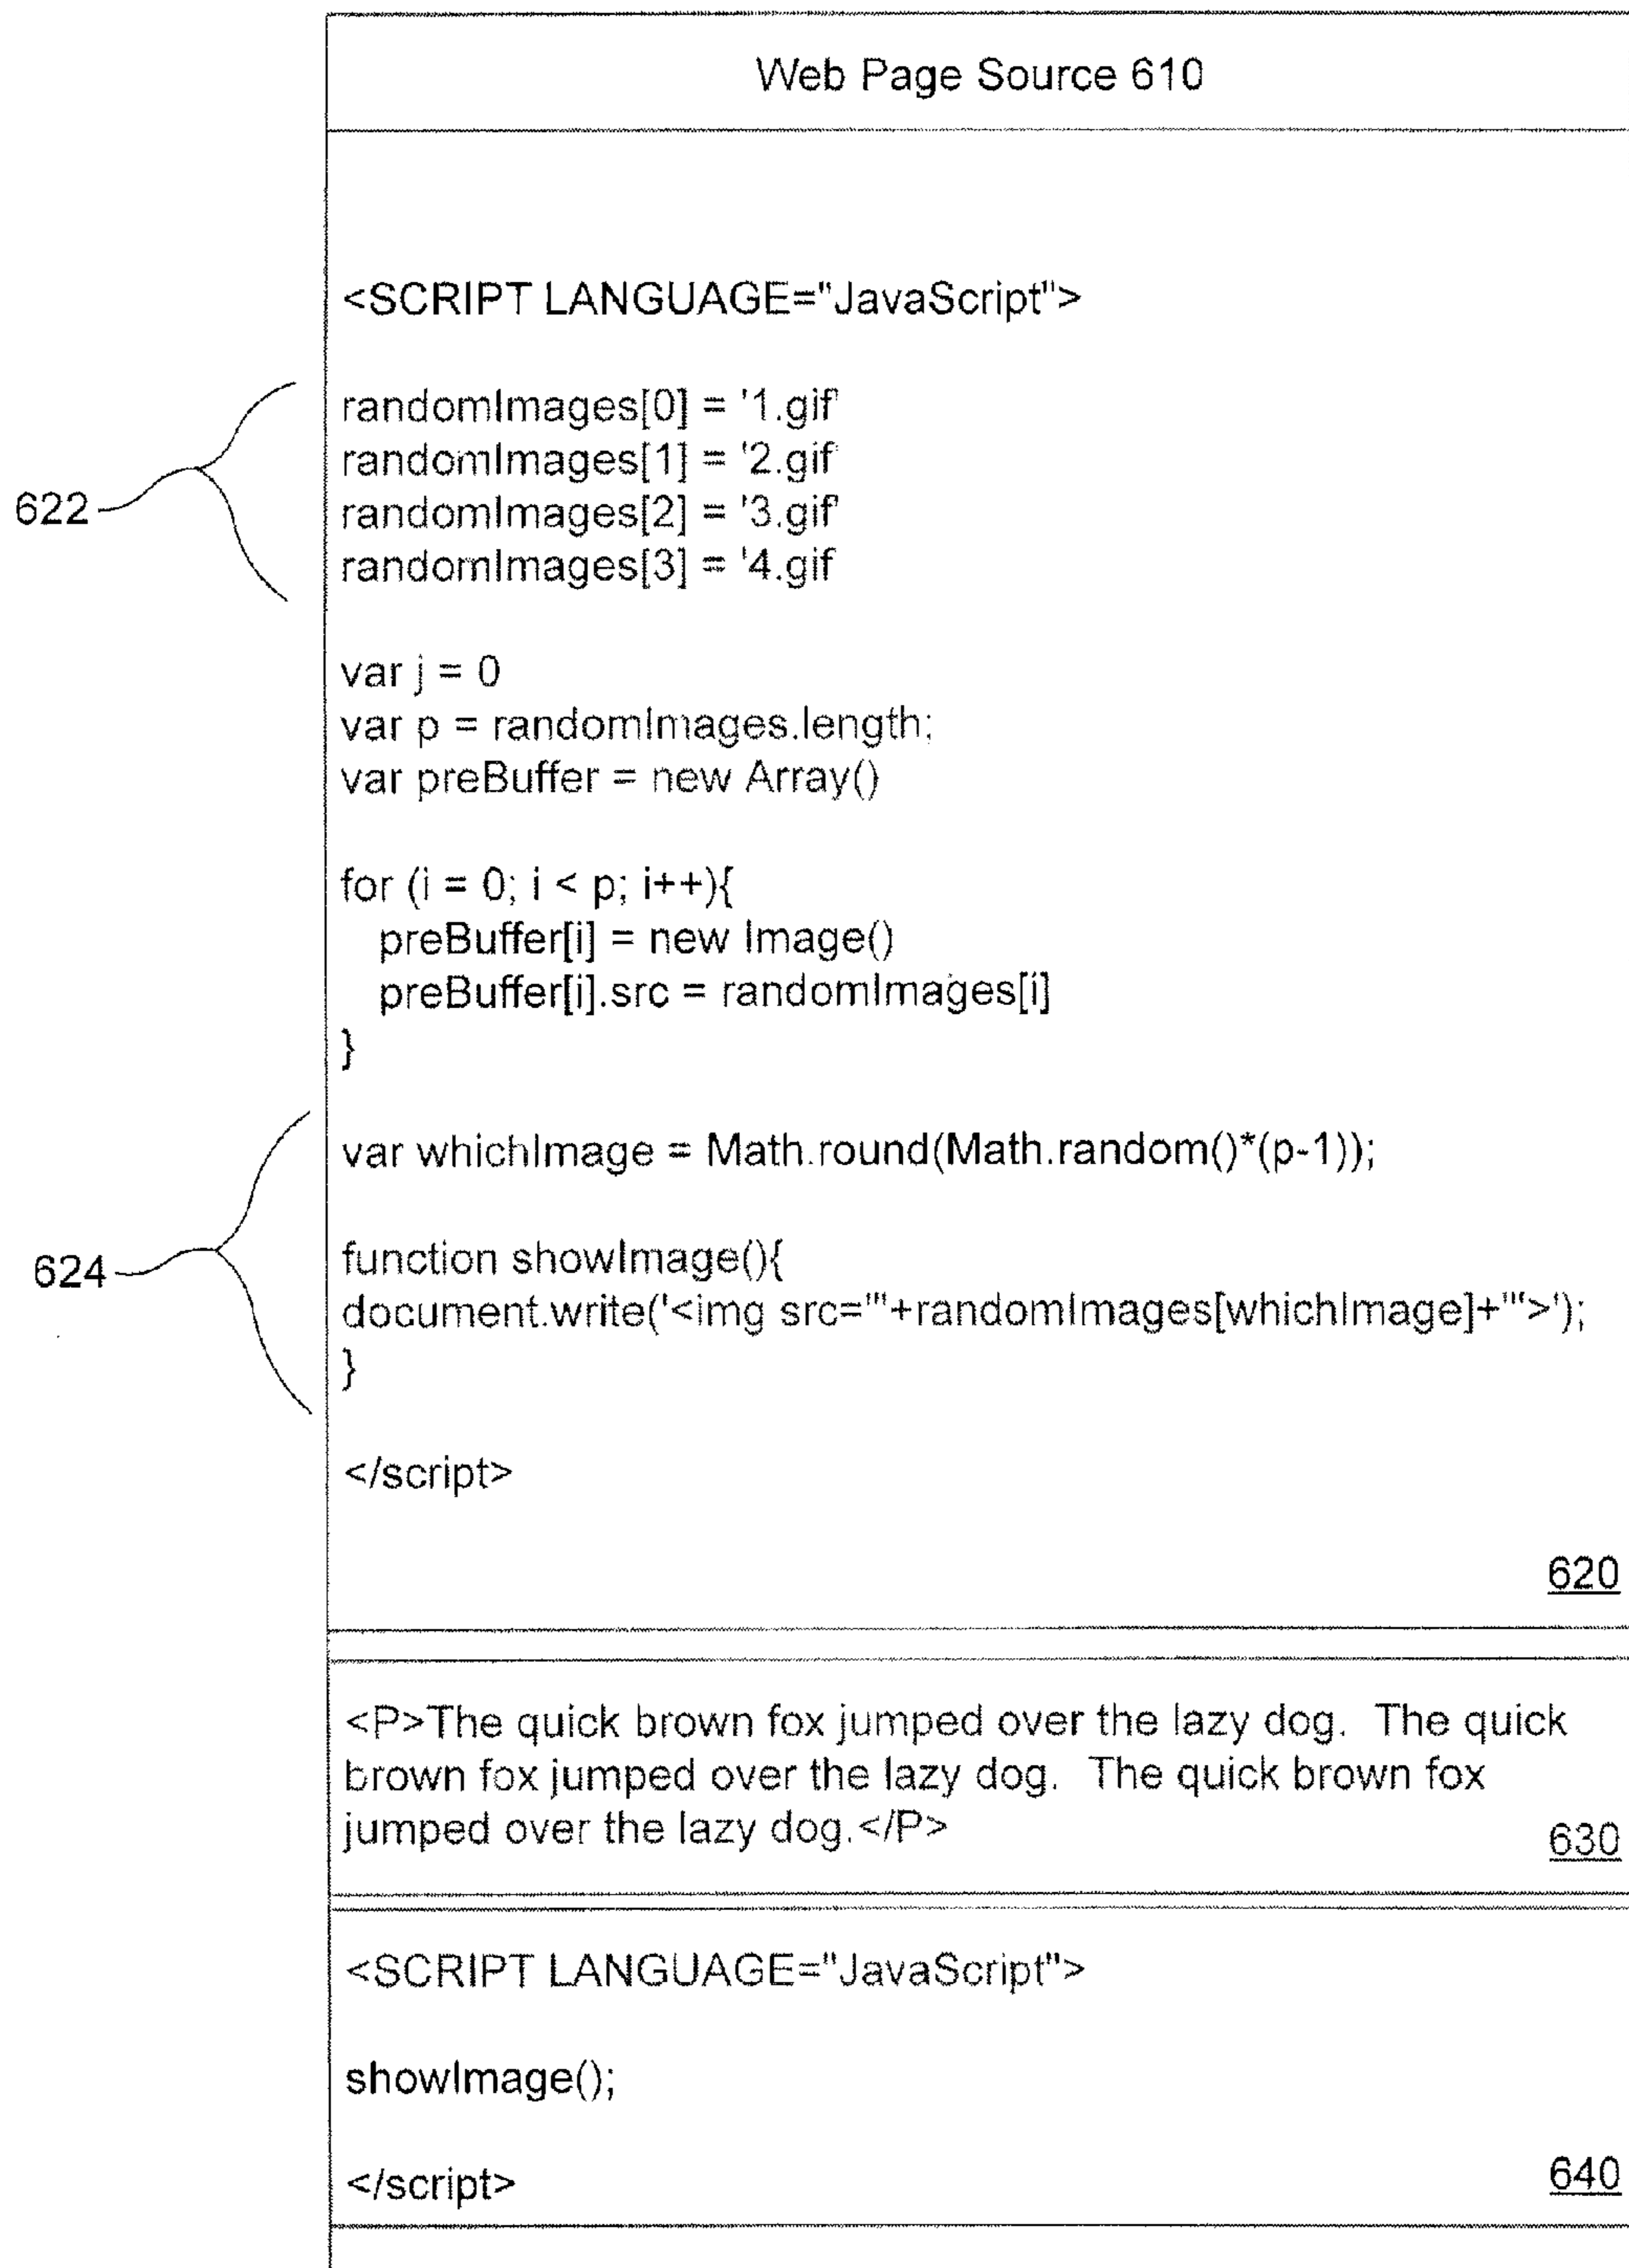 Web Page Source 610
<SCRIPT LANGUAGE="JavaScript">
randomImages[0] = '1.gif'
randomImages[1] = '2.gif'
randomImages[2] = '3.gif'
randomImages[3] = '4.gif
622
var j = 0
var p = randomImages.length;
var preBuffer = new Array()
for (i = 0; i < p; i++){
preBuffer[i] = new Image()
preBuffer[i].src = randomImages[i]
}
var whichImage = Math.round(Math.random()*(p-1));
624
function showImage(){
document.write('<img src="'+randomImages[whichImage]+'">');
}
</script>
620
<P>The quick brown fox jumped over the lazy dog.  The quick
brown fox jumped over the lazy dog.  The quick brown fox
jumped over the lazy dog.</P>
630
<SCRIPT LANGUAGE="JavaScript">
showImage();
</script>
640